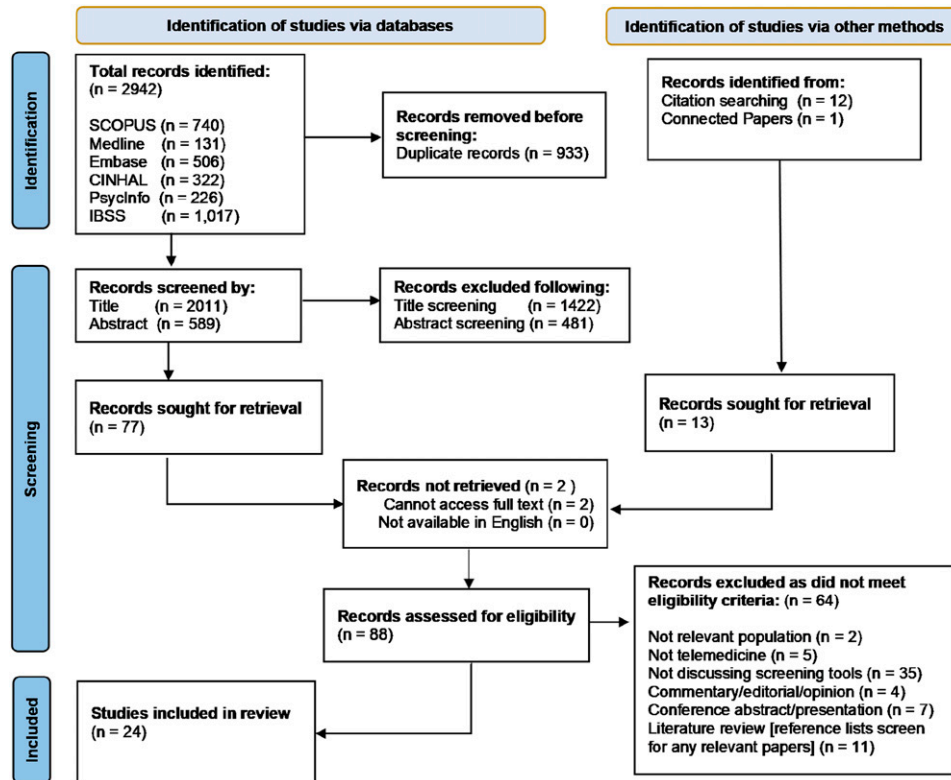 Identification of studies via databases
Identification of studies via other methods
Identification
Total records identified:
(n = 2942)
SCOPUS (n = 740)
Medline (n = 131)
Embase (n = 506)
CINHAL (n = 322)
PsycInfo (n = 226)
IBSS (n = 1,017)
Records removed before
screening:
Duplicate records (n = 933)
Records identified from:
Citation searching (n = 12)
Connected Papers (n = 1)
Screening
Records screened by:
Title (n = 2011)
Abstract (n = 589)
Records excluded following:
Title screening (n = 1422)
Abstract screening (n = 481)
Records sought for retrieval
(n = 77)
Records sought for retrieval
(n = 13)
Records not retrieved (n = 2 )
Cannot access full text (n = 2)
Not available in English (n = 0)
Records assessed for eligibility
(n = 88)
Records excluded as did not meet
eligibility criteria: (n = 64)
Not relevant population (n = 2)
Not telemedicine (n = 5)
Not discussing screening tools (n = 35)
Commentary/editorial/opinion (n = 4)
Conference abstract/presentation (n = 7)
Literature review [reference lists screen
for any relevant papers] (n = 11)
Included
Studies included in review
(n = 24)